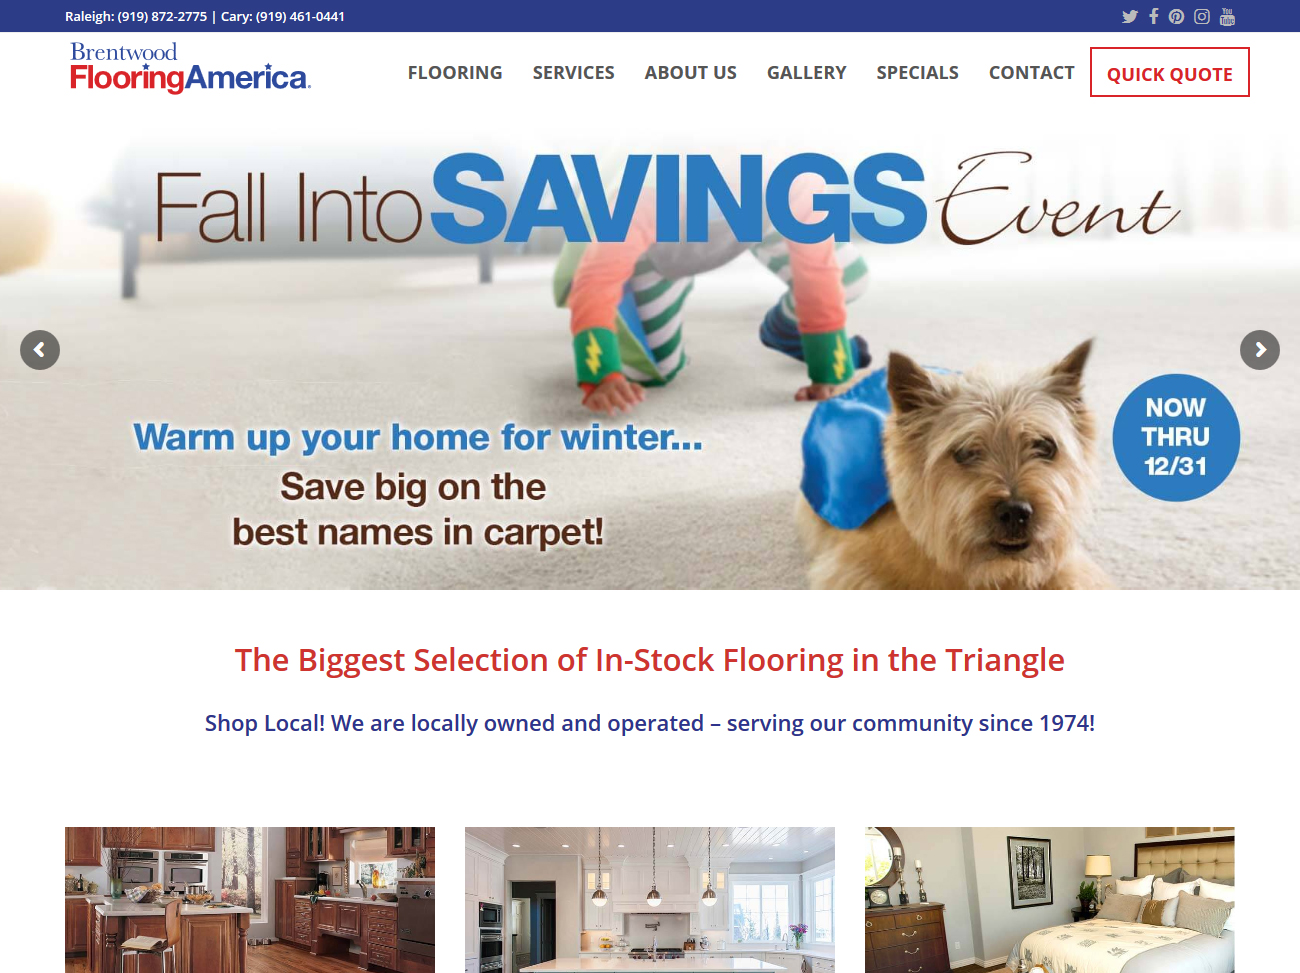 Raleigh: (919) 872-2775 | Cary: (919) 461-0441
Brentwood
FlooringAmerica.
FLOORING SERVICES ABOUT US GALLERY SPECIALS CONTACT QUICK QUOTE
Fall Into SAVINGS Event
Warm up your home for winter...
Save big on the
best names in carpet!
NOW
THRU
12/31
The Biggest Selection of In-Stock Flooring in the Triangle
Shop Local! We are locally owned and operated – serving our community since 1974!